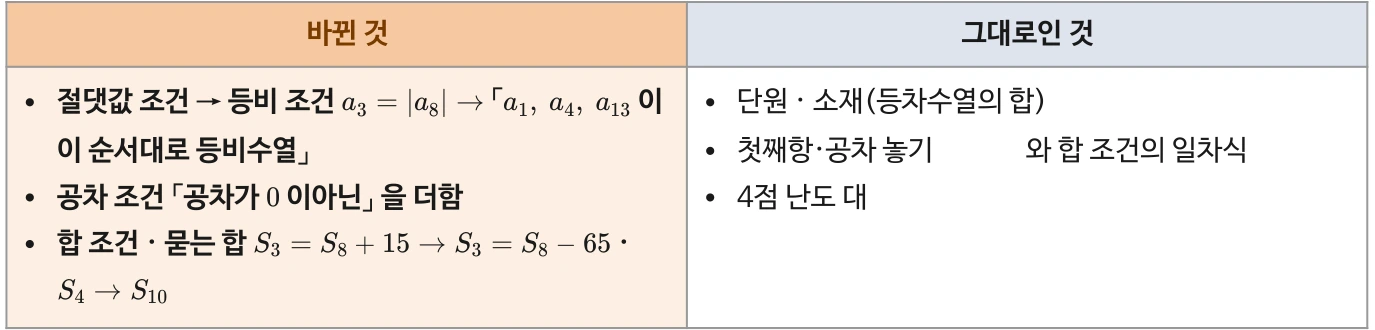 바뀐 것
그대로인 것
• 절댓값 조건 → 등비 조건 a₃ = |a₈| → 「a₁, a₄, a₁₃ 이
이 순서대로 등비수열」
• 공차 조건 「공차가 0 이아닌」 을 더함
• 합 조건 · 묻는 합 S₃ = S₈ + 15 → S₃ = S₈ − 65 ·
S₄ → S₁₀
• 단원 · 소재(등차수열의 합)
• 첫째항·공차 놓기 와 합 조건의 일차식
• 4점 난도 대